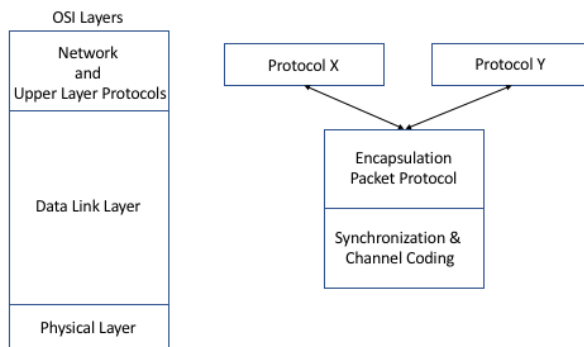 OSI Layers
Network
and
Upper Layer Protocols
Data Link Layer
Physical Layer
Protocol X
Protocol Y
Encapsulation
Packet Protocol
Synchronization &
Channel Coding